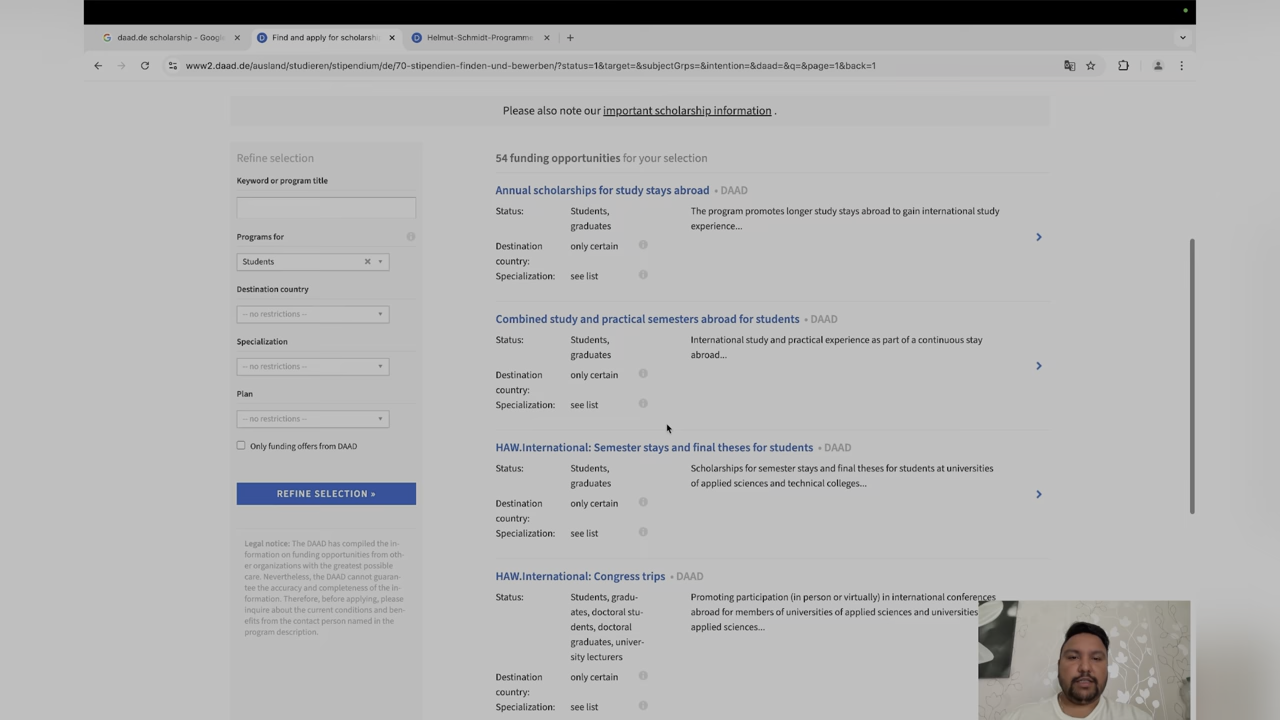 daad.de scholarship - Google
Find and apply for scholarsh
Helmut-Schmidt-Programme
www2.daad.de/ausland/studieren/stipendium/de/70-stipendien-finden-und-bewerben/?status=1&target=&subjectGrps=&intention=&daad=&q=&page=1&back=1
Please also note our important scholarship information .
Refine selection
Keyword or program title
Programs for
Students
Destination country
-- no restrictions --
Specialization
-- no restrictions --
Plan
-- no restrictions --
Only funding offers from DAAD
REFINE SELECTION »
Legal notice: The DAAD has compiled the in-
formation on funding opportunities from oth-
er organizations with the greatest possible
care. Nevertheless, the DAAD cannot guaran-
tee the accuracy and completeness of the in-
formation. Therefore, before applying, please
inquire about the current conditions and ben-
efits from the contact person named in the
program description.
54 funding opportunities for your selection
Annual scholarships for study stays abroad • DAAD
Status:
Students,
graduates
The program promotes longer study stays abroad to gain international study
experience...
Destination
country:
only certain
Specialization:
see list
Combined study and practical semesters abroad for students • DAAD
Status:
Students,
graduates
International study and practical experience as part of a continuous stay
abroad...
Destination
country:
only certain
Specialization:
see list
HAW.International: Semester stays and final theses for students • DAAD
Status:
Students,
graduates
Scholarships for semester stays and final theses for students at universities
of applied sciences and technical colleges...
Destination
country:
only certain
Specialization:
see list
HAW.International: Congress trips • DAAD
Status:
Students, gradu-
ates, doctoral stu-
dents, doctoral
graduates, univer-
sity lecturers
Promoting participation (in person or virtually) in international conferences
abroad for members of universities of applied sciences and universities
applied sciences...
Destination
country:
only certain
Specialization:
see list